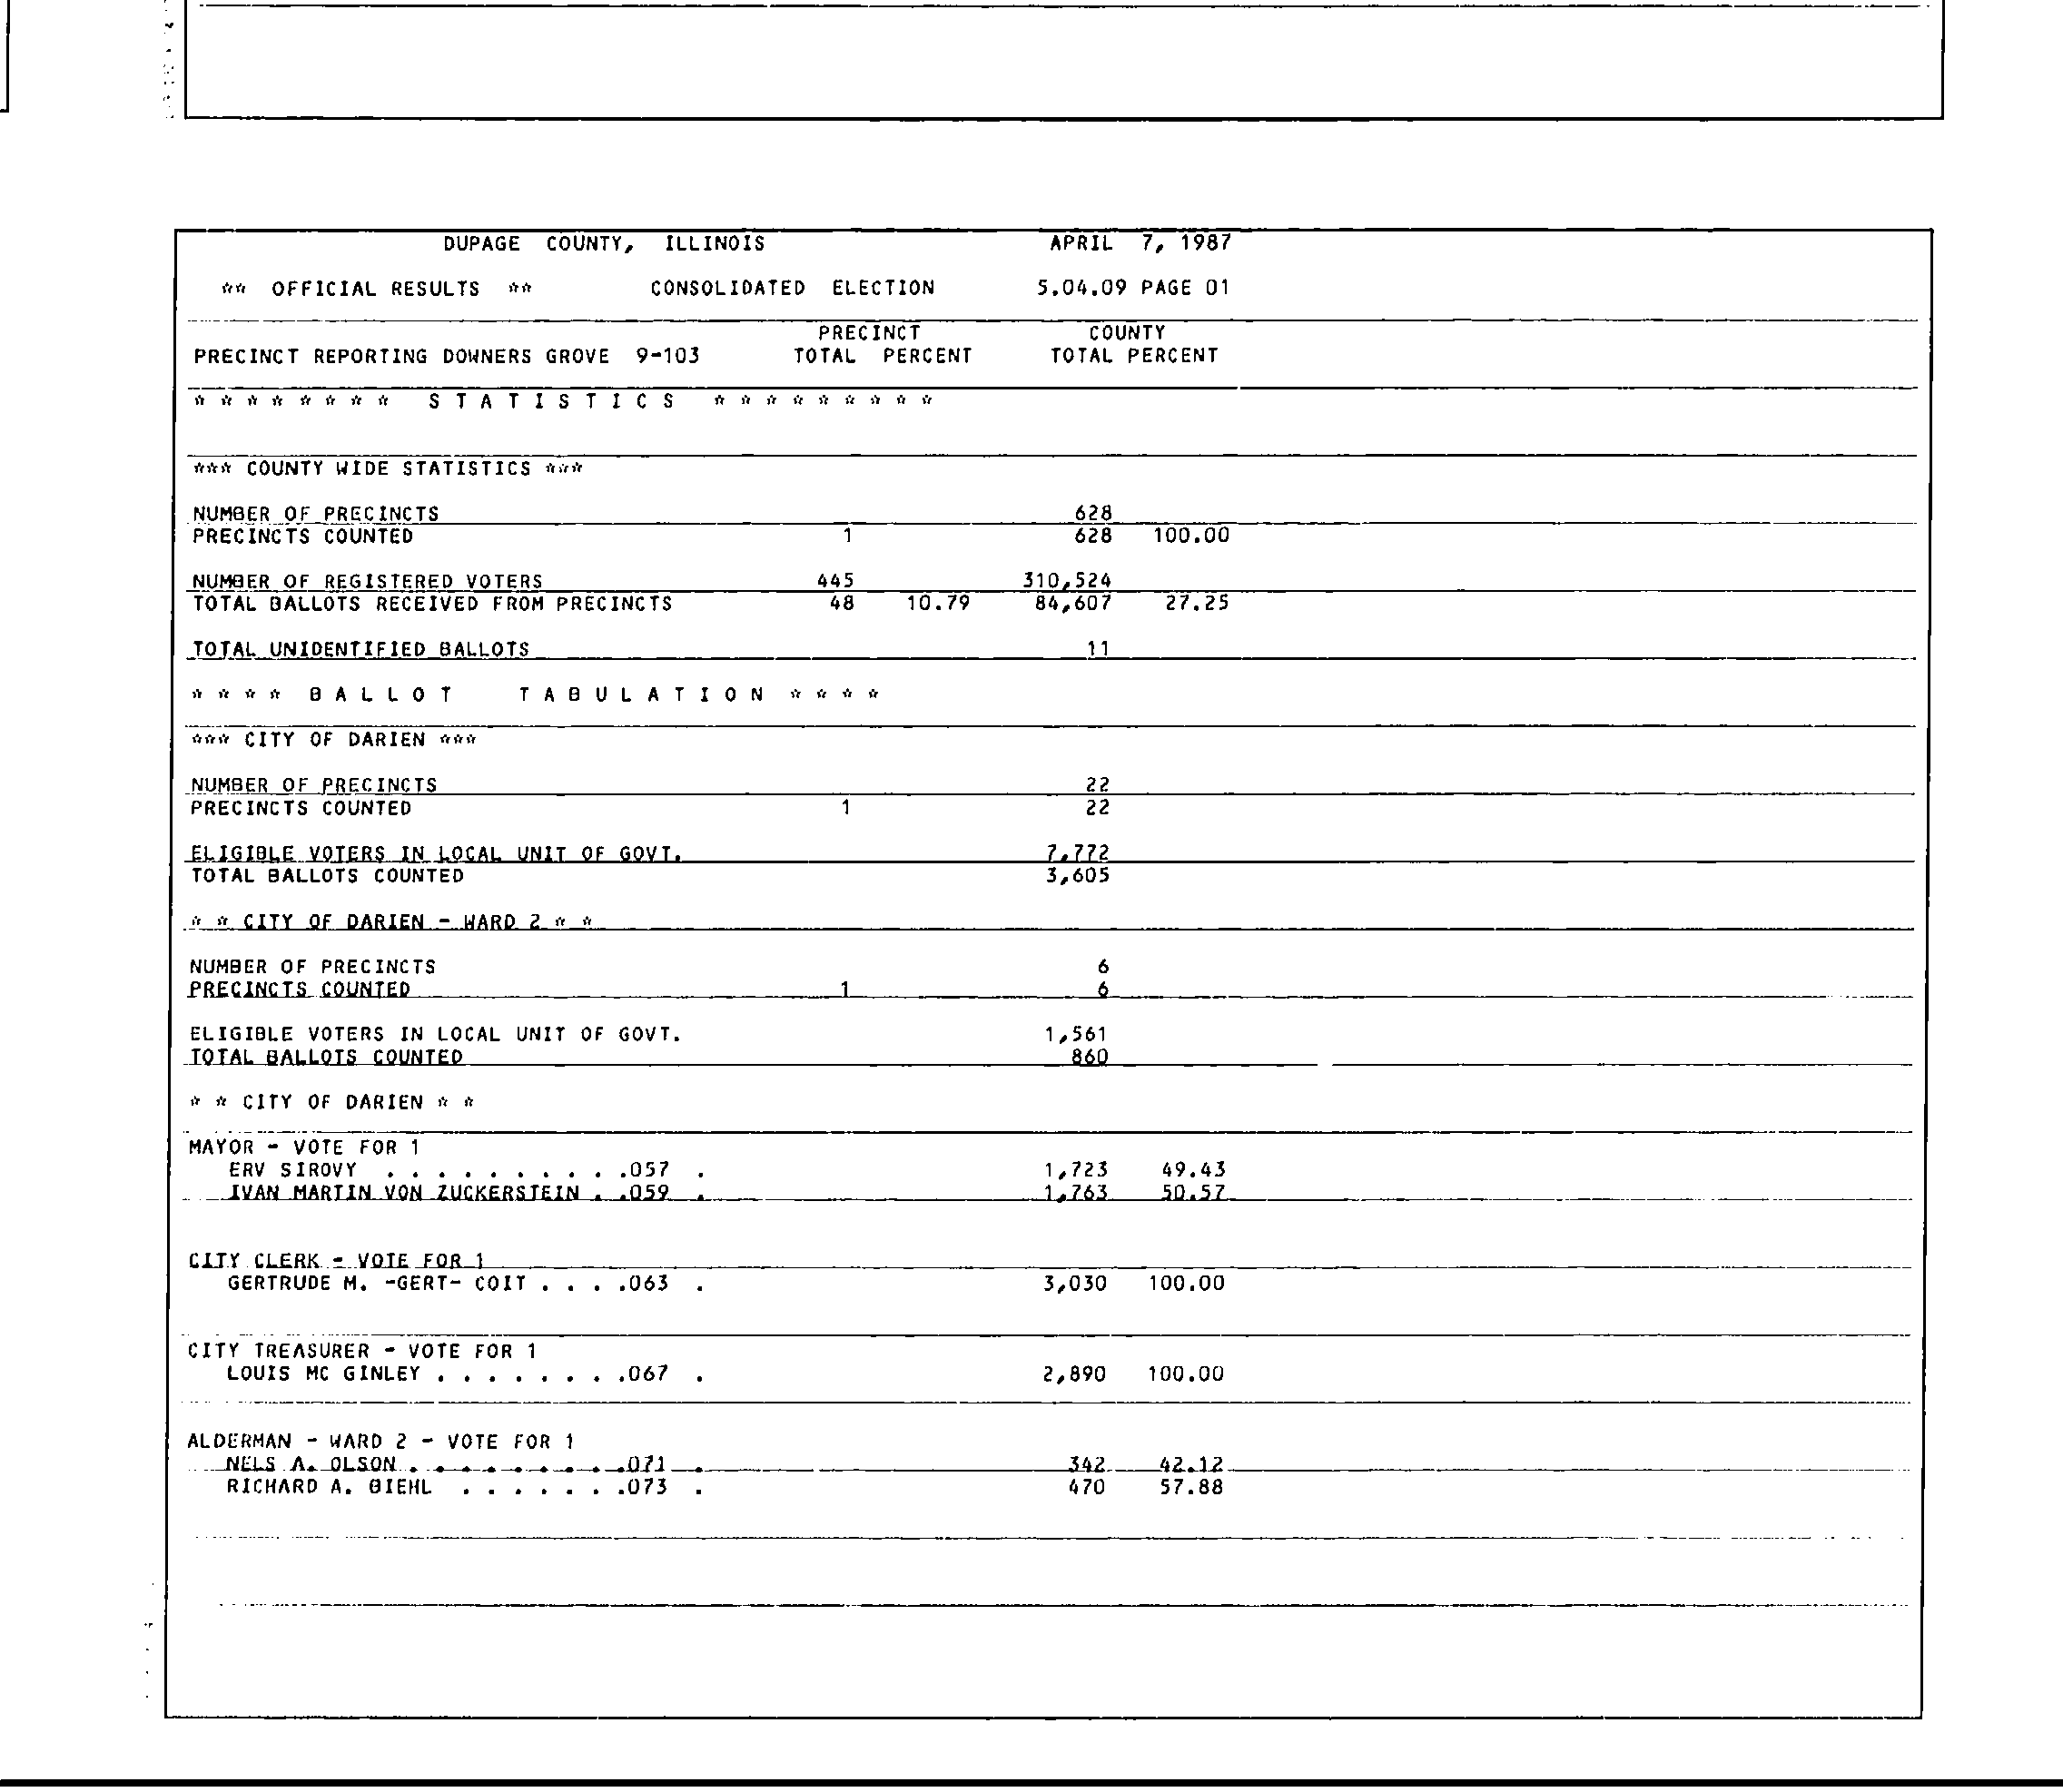 DUPAGE COUNTY, ILLINOIS APRIL 7, 1987
** OFFICIAL RESULTS ** CONSOLIDATED ELECTION 5.04.09 PAGE 01
PRECINCT COUNTY
PRECINCT REPORTING DOWNERS GROVE 9-103 TOTAL PERCENT TOTAL PERCENT
* * * * * * * * S T A T I S T I C S * * * * * * * * *
*** COUNTY WIDE STATISTICS ***
NUMBER OF PRECINCTS 628
PRECINCTS COUNTED 1 628 100.00
NUMBER OF REGISTERED VOTERS 445 310,524
TOTAL BALLOTS RECEIVED FROM PRECINCTS 48 10.79 84,607 27.25
TOTAL UNIDENTIFIED BALLOTS 11
* * * * B A L L O T T A B U L A T I O N * * * *
*** CITY OF DARIEN ***
NUMBER OF PRECINCTS 22
PRECINCTS COUNTED 1 22
ELIGIBLE VOTERS IN LOCAL UNIT OF GOVT. 7,772
TOTAL BALLOTS COUNTED 3,605
* * CITY OF DARIEN - WARD 2 * *
NUMBER OF PRECINCTS 6
PRECINCTS COUNTED 1 6
ELIGIBLE VOTERS IN LOCAL UNIT OF GOVT. 1,561
TOTAL BALLOTS COUNTED 860
* * CITY OF DARIEN * *
MAYOR - VOTE FOR 1
ERV SIROVY . . . . . . . . . .057 . 1,723 49.43
IVAN MARTIN VON ZUCKERSTEIN . .059 . 1,763 50.57
CITY CLERK - VOTE FOR 1
GERTRUDE M. -GERT- COIT . . . .063 . 3,030 100.00
CITY TREASURER - VOTE FOR 1
LOUIS MC GINLEY . . . . . . . .067 . 2,890 100.00
ALDERMAN - WARD 2 - VOTE FOR 1
NELS A. OLSON . . . . . . . . .071 . 342 42.12
RICHARD A. BIEHL . . . . . . .073 . 470 57.88